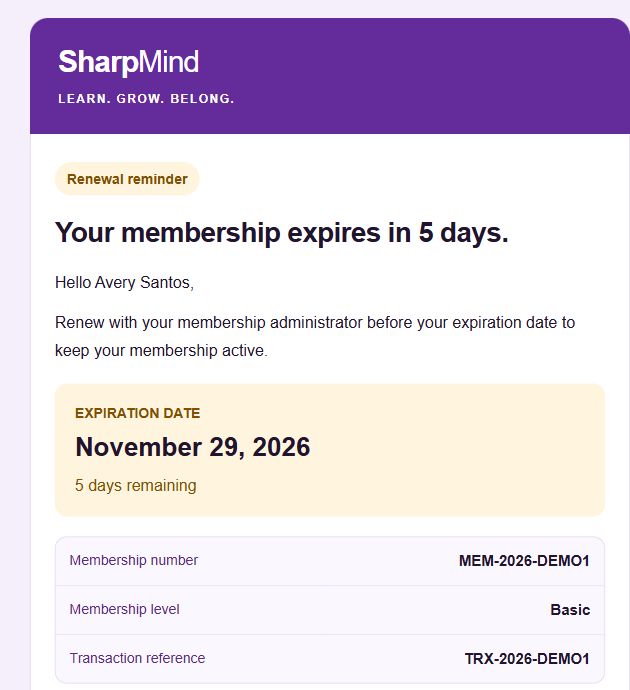 SharpMind
LEARN. GROW. BELONG.
Renewal reminder
Your membership expires in 5 days.
Hello Avery Santos,
Renew with your membership administrator before your expiration date to
keep your membership active.
EXPIRATION DATE
November 29, 2026
5 days remaining
Membership number MEM-2026-DEMO1
Membership level Basic
Transaction reference TRX-2026-DEMO1